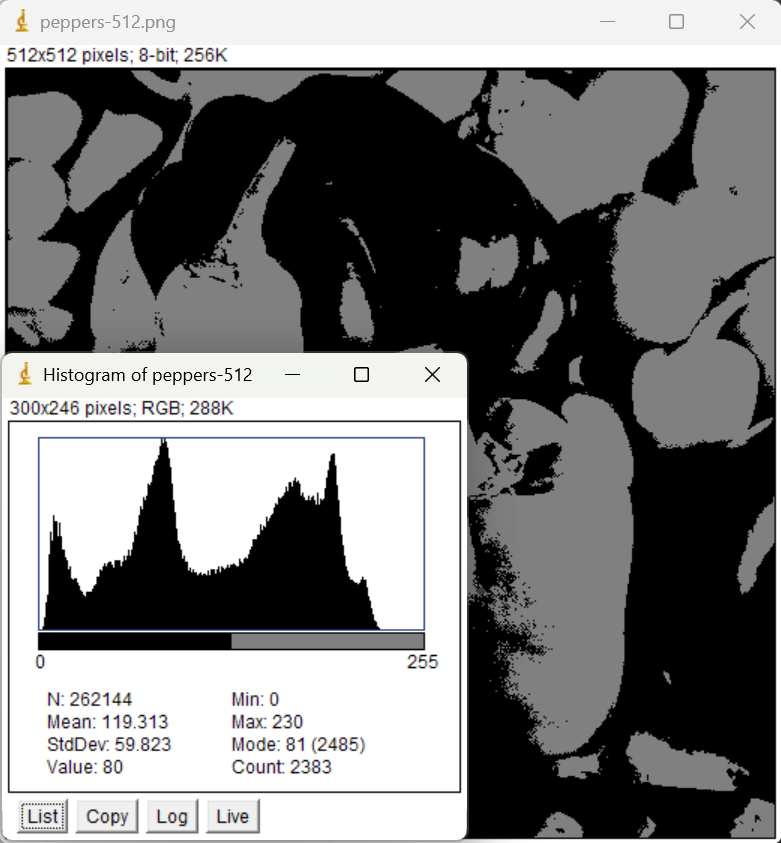 peppers-512.png
512x512 pixels; 8-bit; 256K
Histogram of peppers-512
300x246 pixels; RGB; 288K
0 255
N: 262144 Min: 0
Mean: 119.313 Max: 230
StdDev: 59.823 Mode: 81 (2485)
Value: 80 Count: 2383
List Copy Log Live